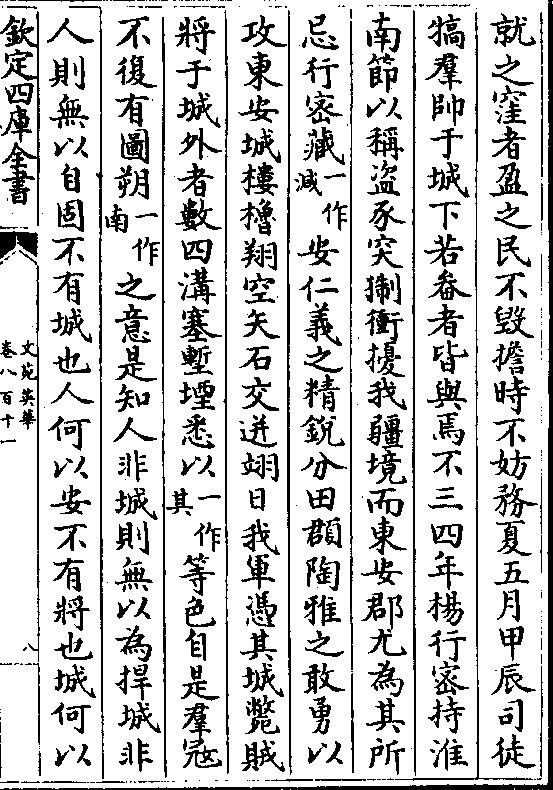 就之窪者盈之民不毀擔時不妨務夏五月甲辰司徒
犒羣帥于城下若畚者皆與焉不三四年楊行密持淮
南節以稱盜豕突猘衝擾我疆境而東安郡尤為其所
忌行密藏一作減安仁義之精銳分田頵陶雅之敢勇以
攻東安城樓櫓翔空矢石交迸翊日我軍憑其城斃賊
將于城外者數四溝塞塹堙悉以一作其等色自是羣冦
不復有圖朔一作南之意是知人非城則無以為捍城非
人則無以自固不有城也人何以安不有將也城何以
欽定四庫全書
文苑英華
卷八百十一
八